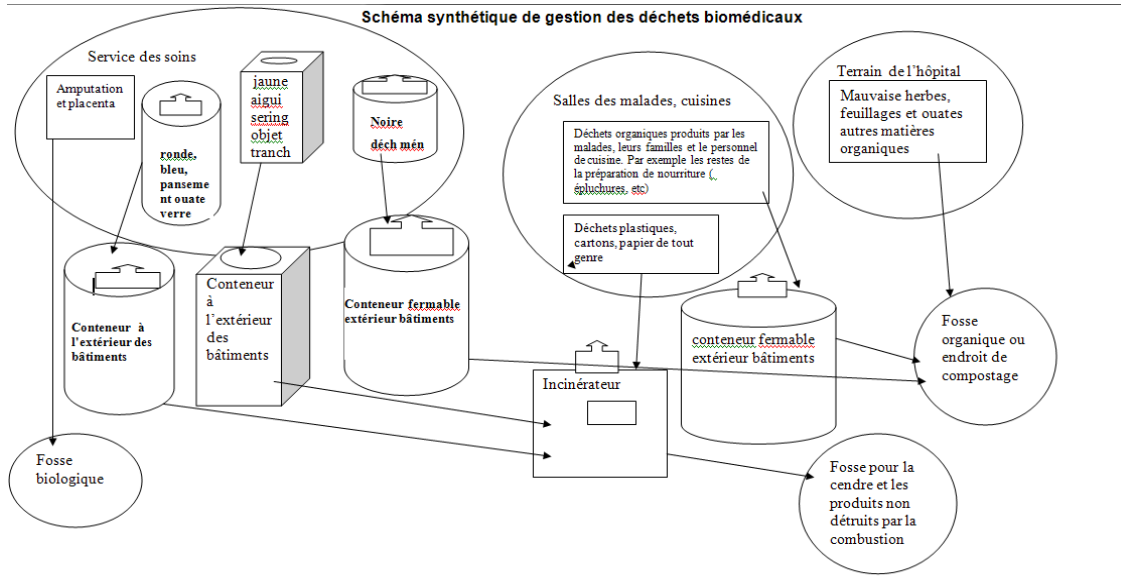 Schéma synthétique de gestion des déchets biomédicaux
Service des soins
Amputation
et placenta
ronde,
bleu,
panseme
nt ouate
verre
jaune
aigui
sering
objet
tranch
Noire
déch mén
Salles des malades, cuisines
Déchets organiques produits par les
malades, leurs familles et le personnel
de cuisine. Par exemple les restes de
la préparation de nourriture (,
épluchures, etc)
Déchets plastiques,
cartons, papier de tout
genre
Terrain de l’hôpital
Mauvaise herbes,
feuillages et ouates
autres matières
organiques
Conteneur à
l’extérieur des
bâtiments
Conteneur
à
l’extérieur
des
bâtiments
Conteneur fermable
extérieur bâtiments
Incinérateur
conteneur fermable
extérieur bâtiments
Fosse
organique ou
endroit de
compostage
Fosse
biologique
Fosse pour la
cendre et les
produits non
détruits par la
combustion